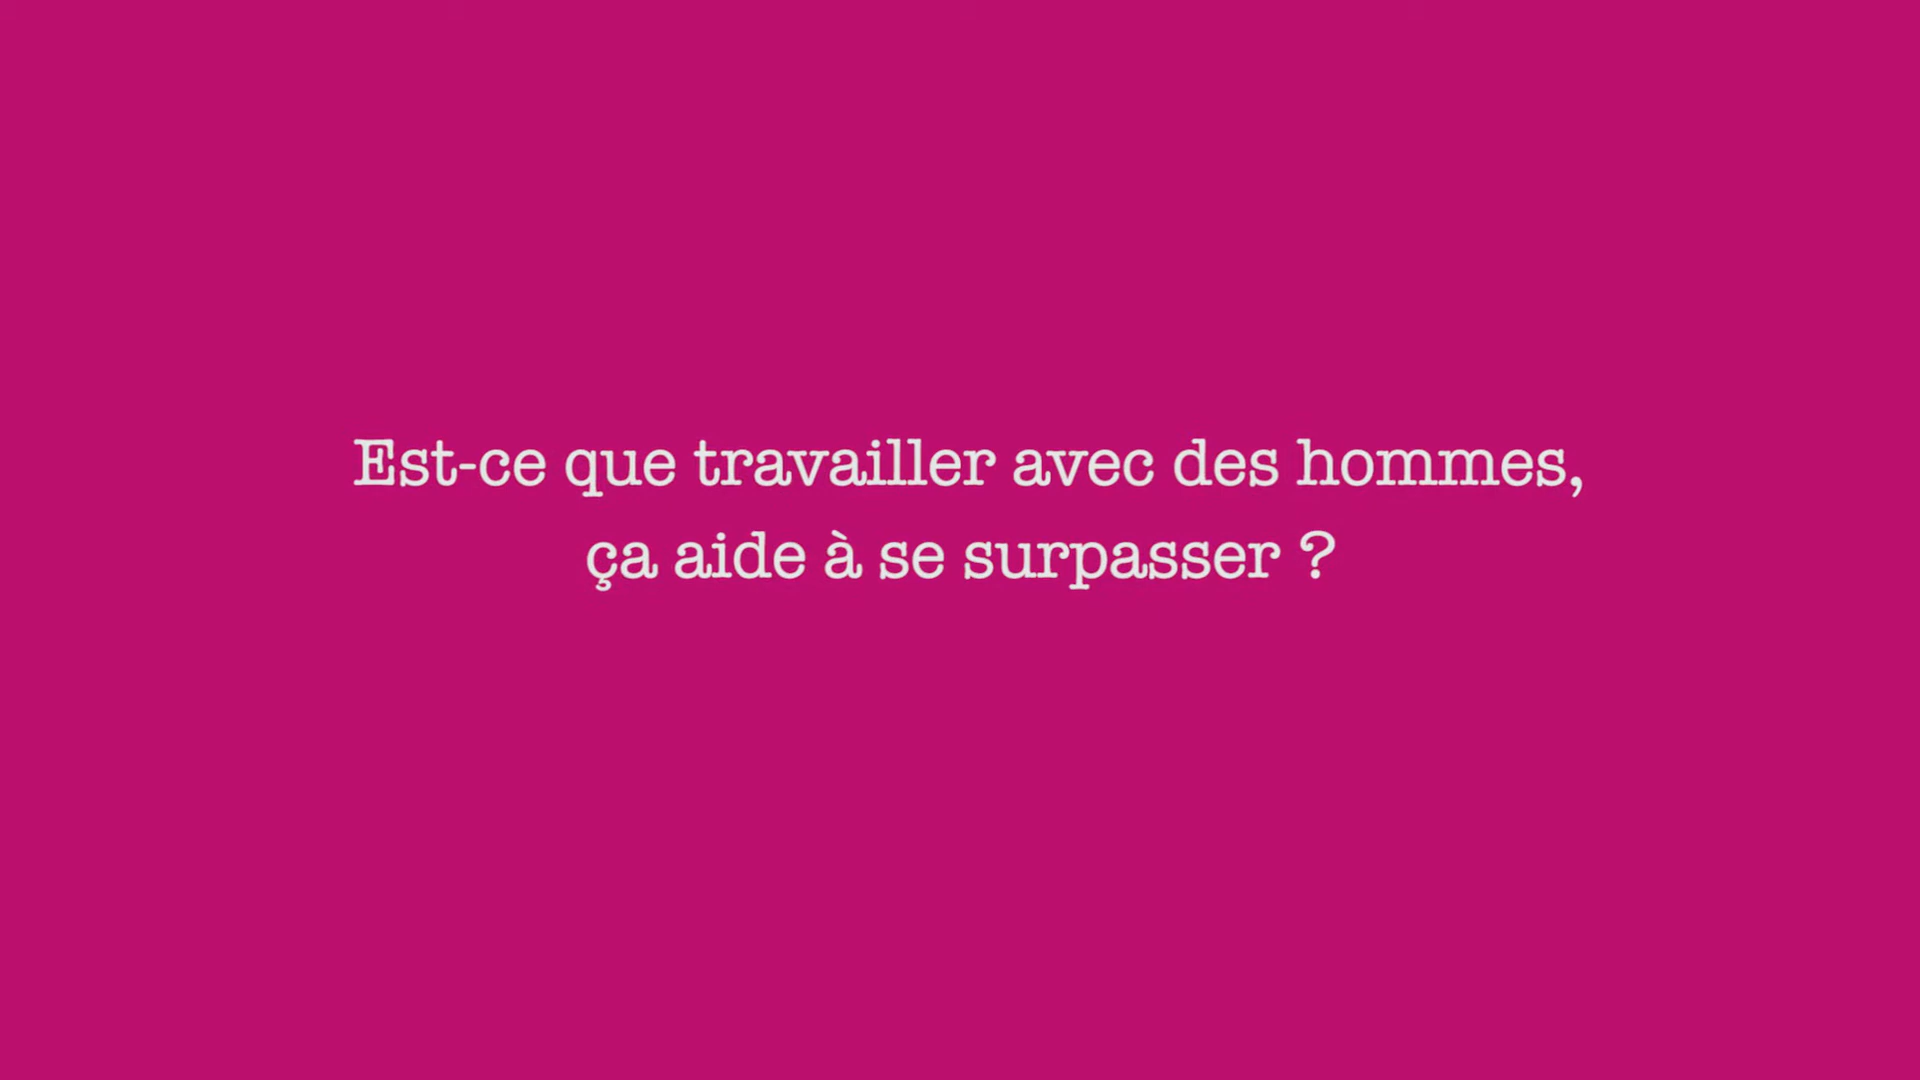 Est-ce que travailler avec des hommes,
ça aide à se surpasser ?